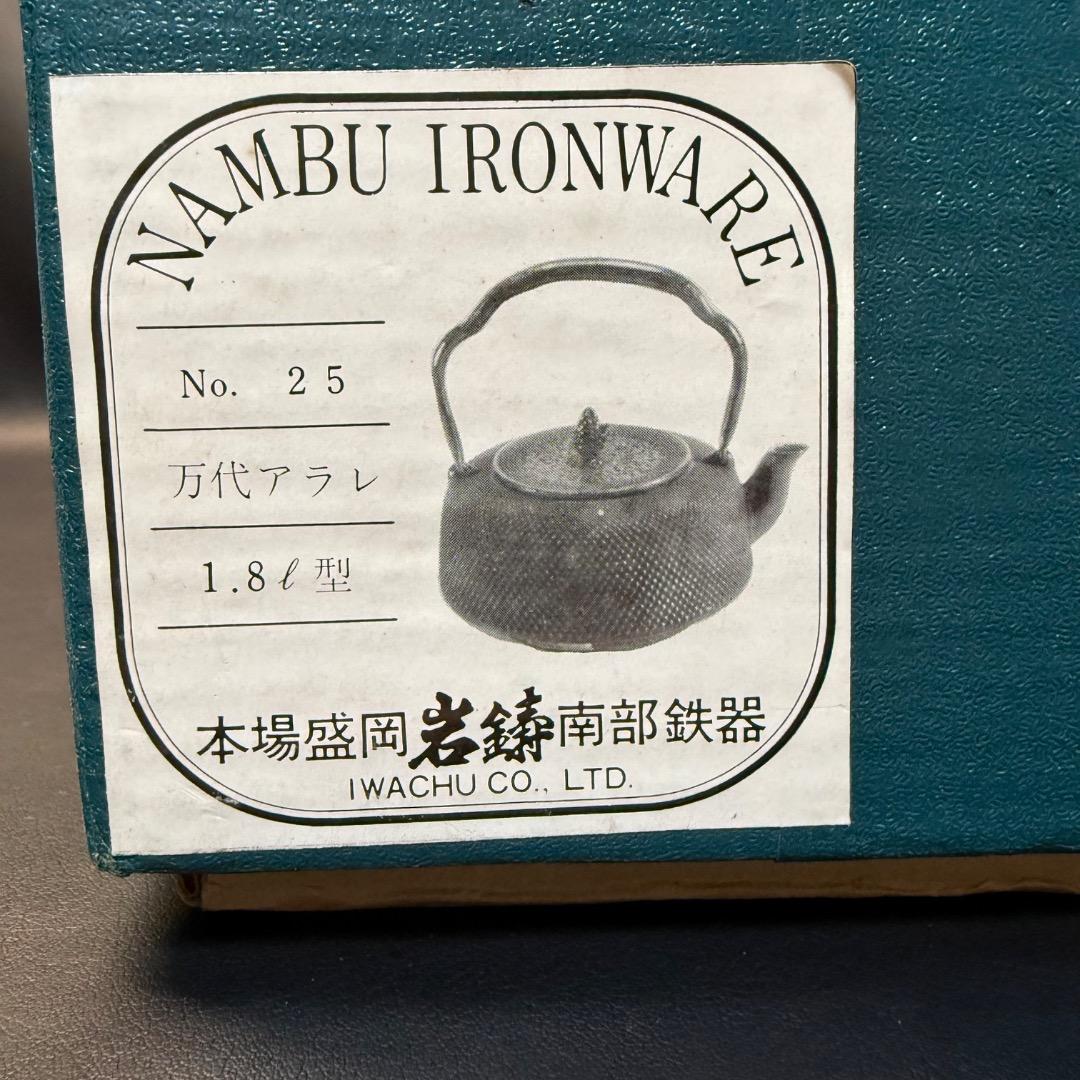 NAMBU IRONWARE
No. 25
万代アラレ
1.8ℓ型
本場盛岡岩鋳南部鉄器
IWACHU CO., LTD.